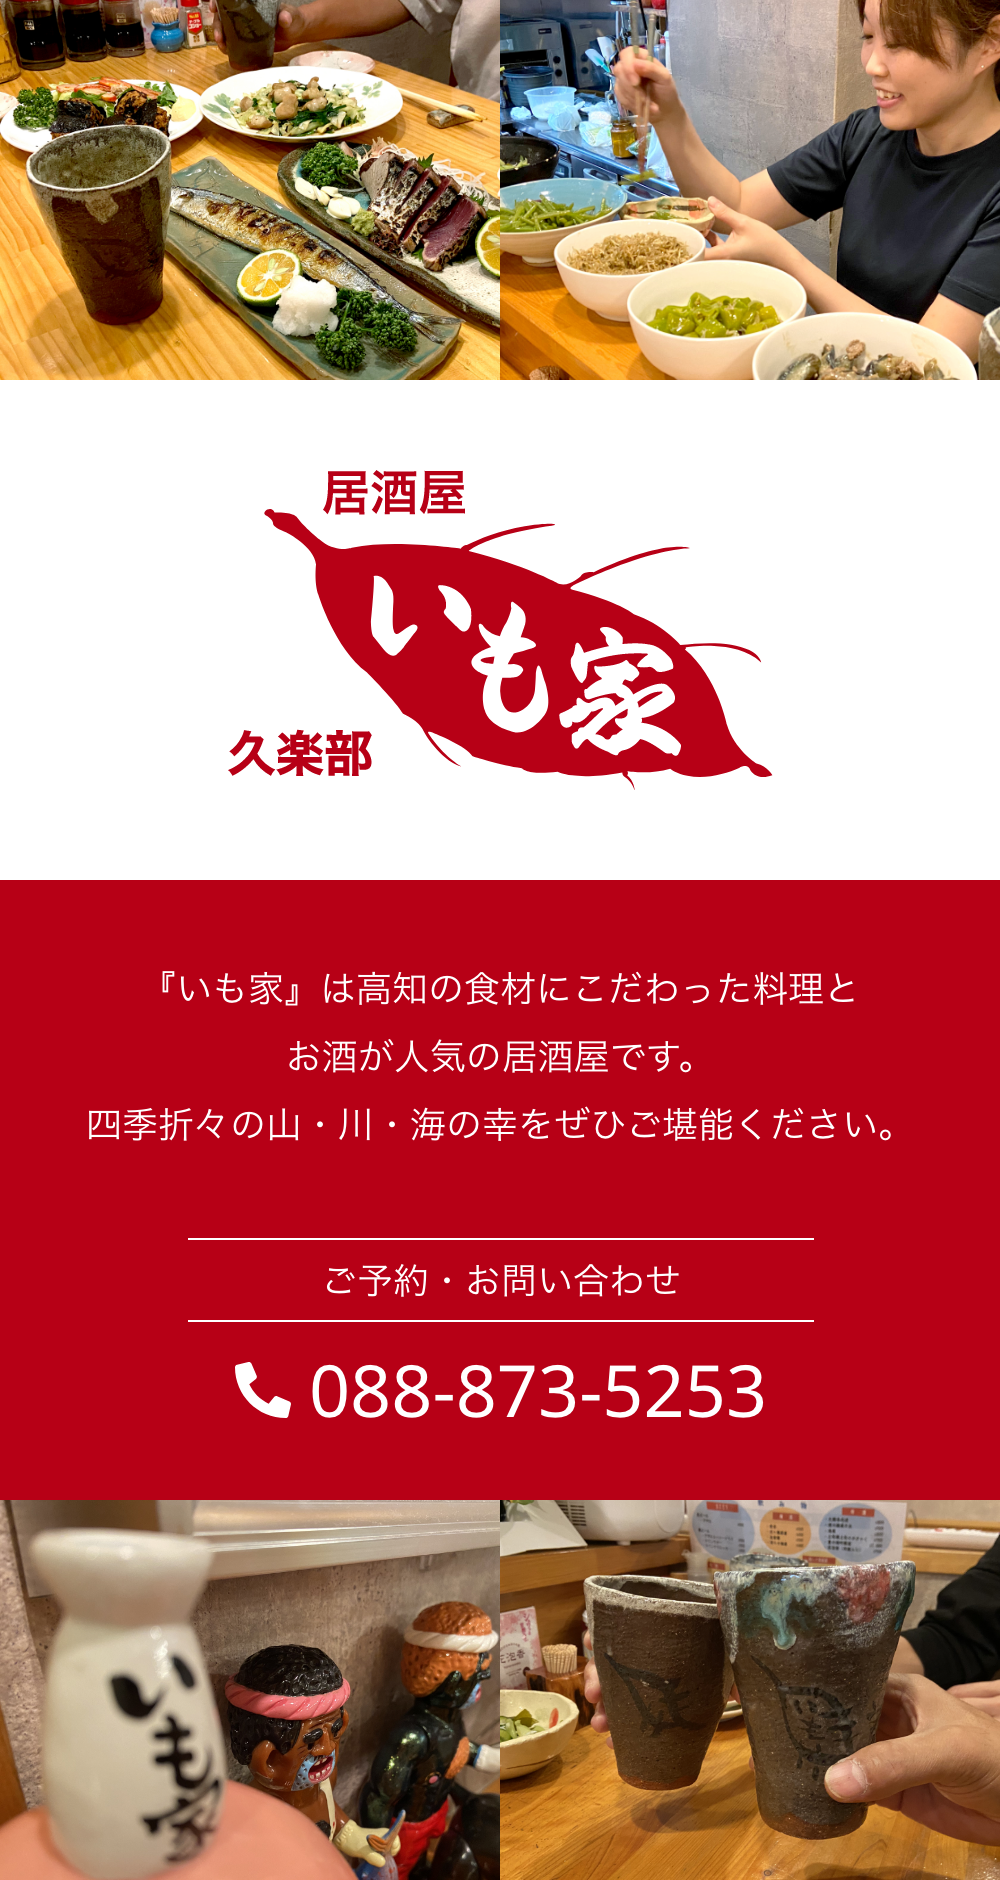 居酒屋
いも家
久楽部
『いも家』は高知の食材にこだわった料理と
お酒が人気の居酒屋です。
四季折々の山・川・海の幸をぜひご堪能ください。
ご予約・お問い合わせ
088-873-5253
いも家